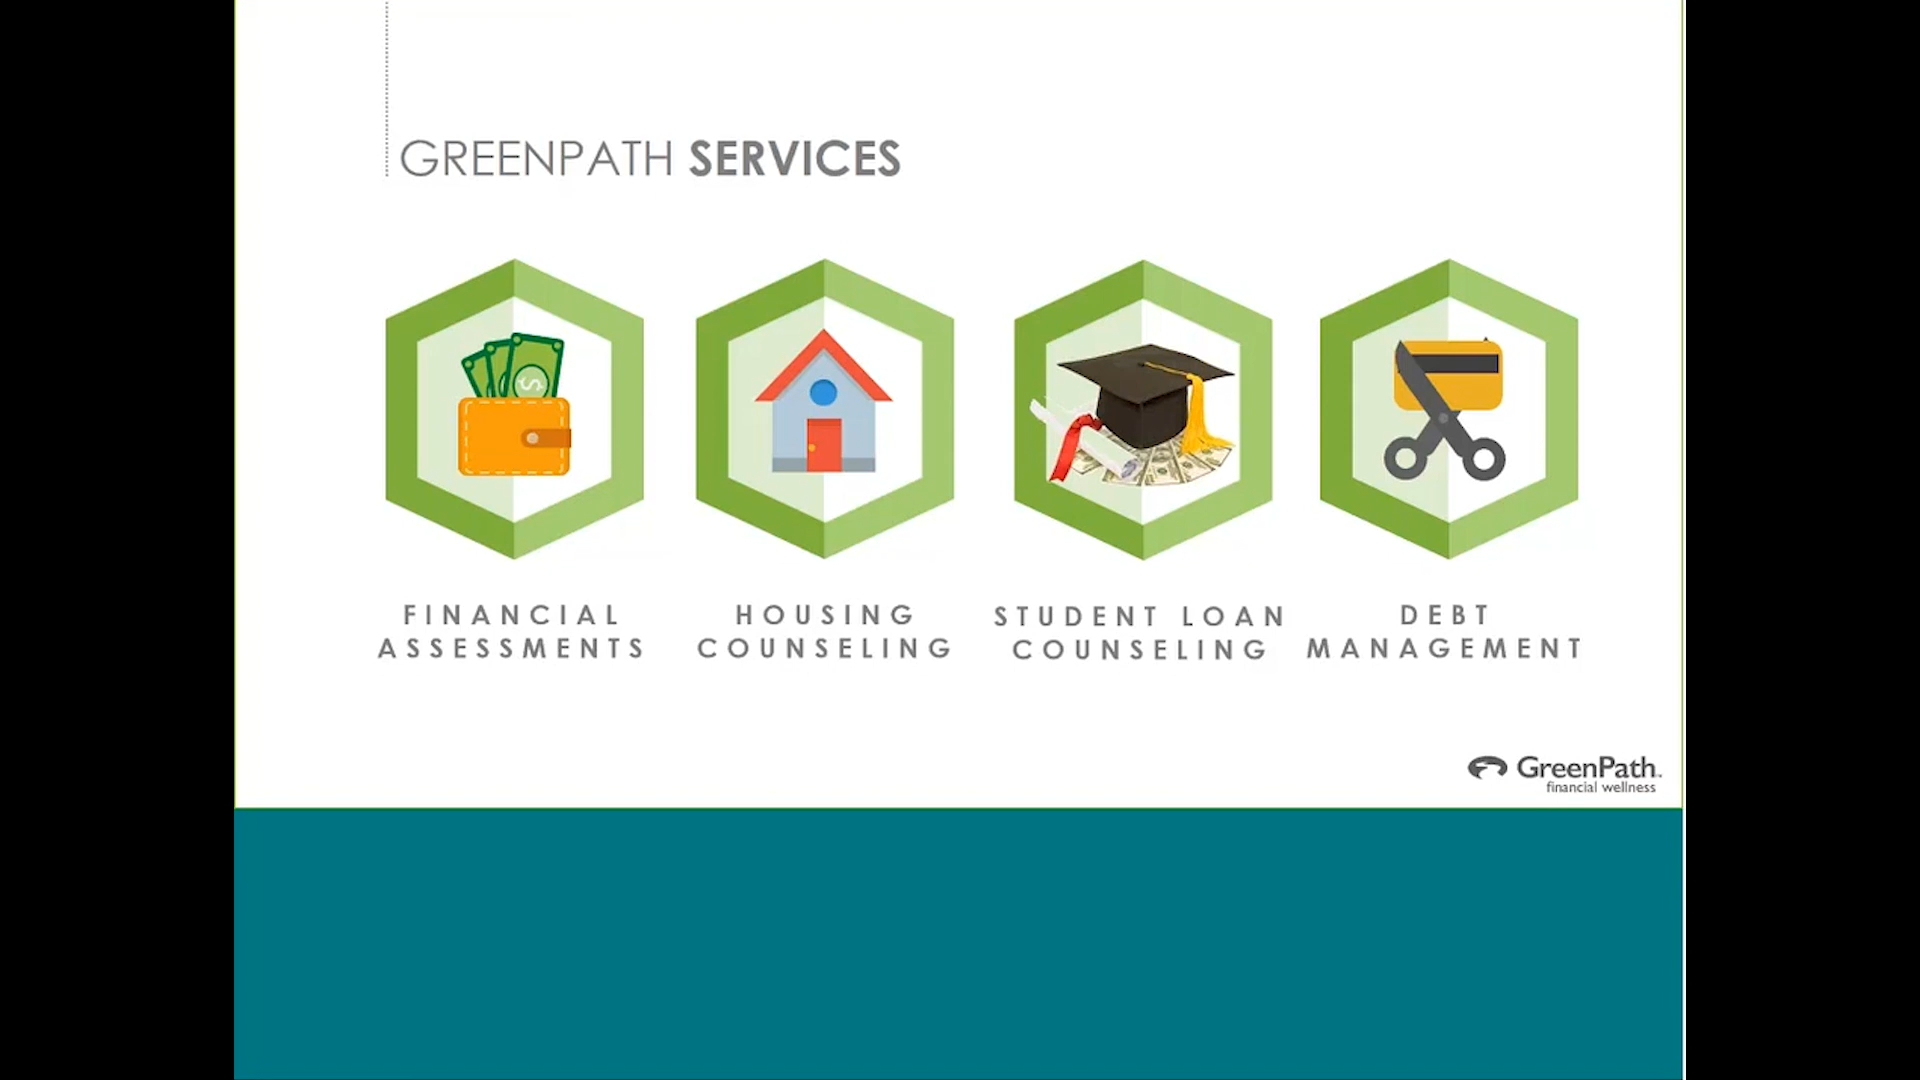 GREENPATH SERVICES
FINANCIAL
ASSESSMENTS
HOUSING
COUNSELING
STUDENT LOAN
COUNSELING
DEBT
MANAGEMENT
GreenPath
financial wellness